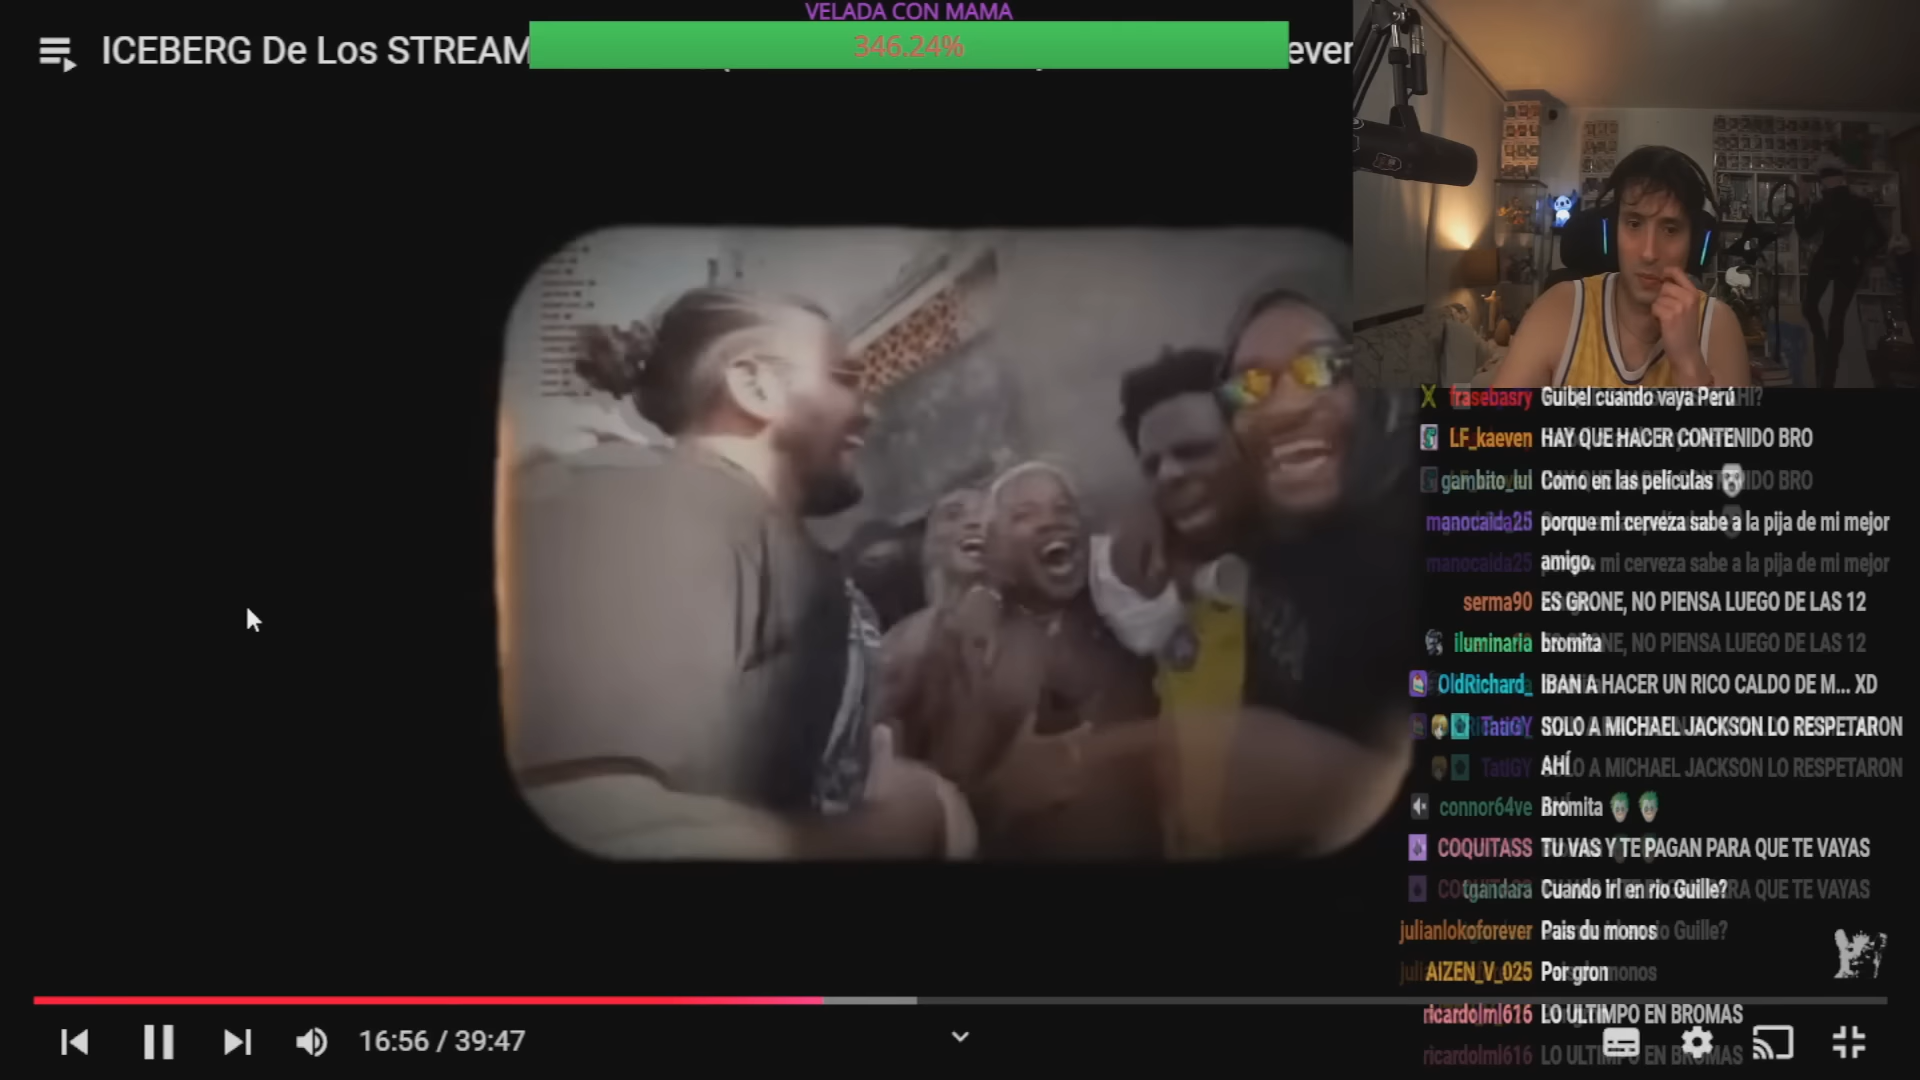 VELADA CON MAMA
ICEBERG De Los STREAM
346.24%
ever
frasebasry Guibel cuando vaya Perú
LF_kaeven HAY QUE HACER CONTENIDO BRO
gambito_lul Como en las películas
manocaida25 porque mi cerveza sabe a la pija de mi mejor
amigo.
serma90 ES GRONE, NO PIENSA LUEGO DE LAS 12
iluminaria bromita
OldRichard_ IBAN A HACER UN RICO CALDO DE M... XD
TatiGY SOLO A MICHAEL JACKSON LO RESPETARON
AHÍ
connor64ve Bromita
COQUITASS TU VAS Y TE PAGAN PARA QUE TE VAYAS
tgandara Cuando irl en rio Guille?
julianlokoforever Pais du monos
AIZEN_V_025 Por gron
ricardolml616 LO ULTIMPO EN BROMAS
16:56 / 39:47